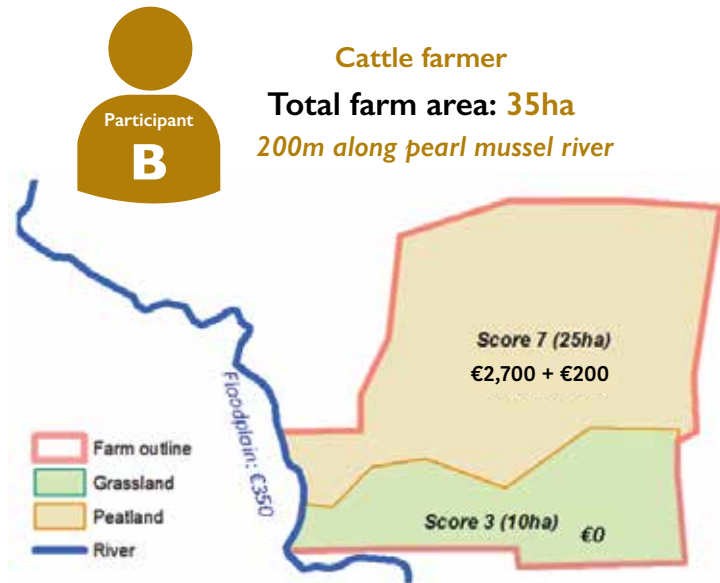 Participant
B
Cattle farmer
Total farm area: 35ha
200m along pearl mussel river
Score 7 (25ha)
€2,700 + €200
Floodplain: €350
Farm outline
Grassland
Peatland
River
Score 3 (10ha)
€0